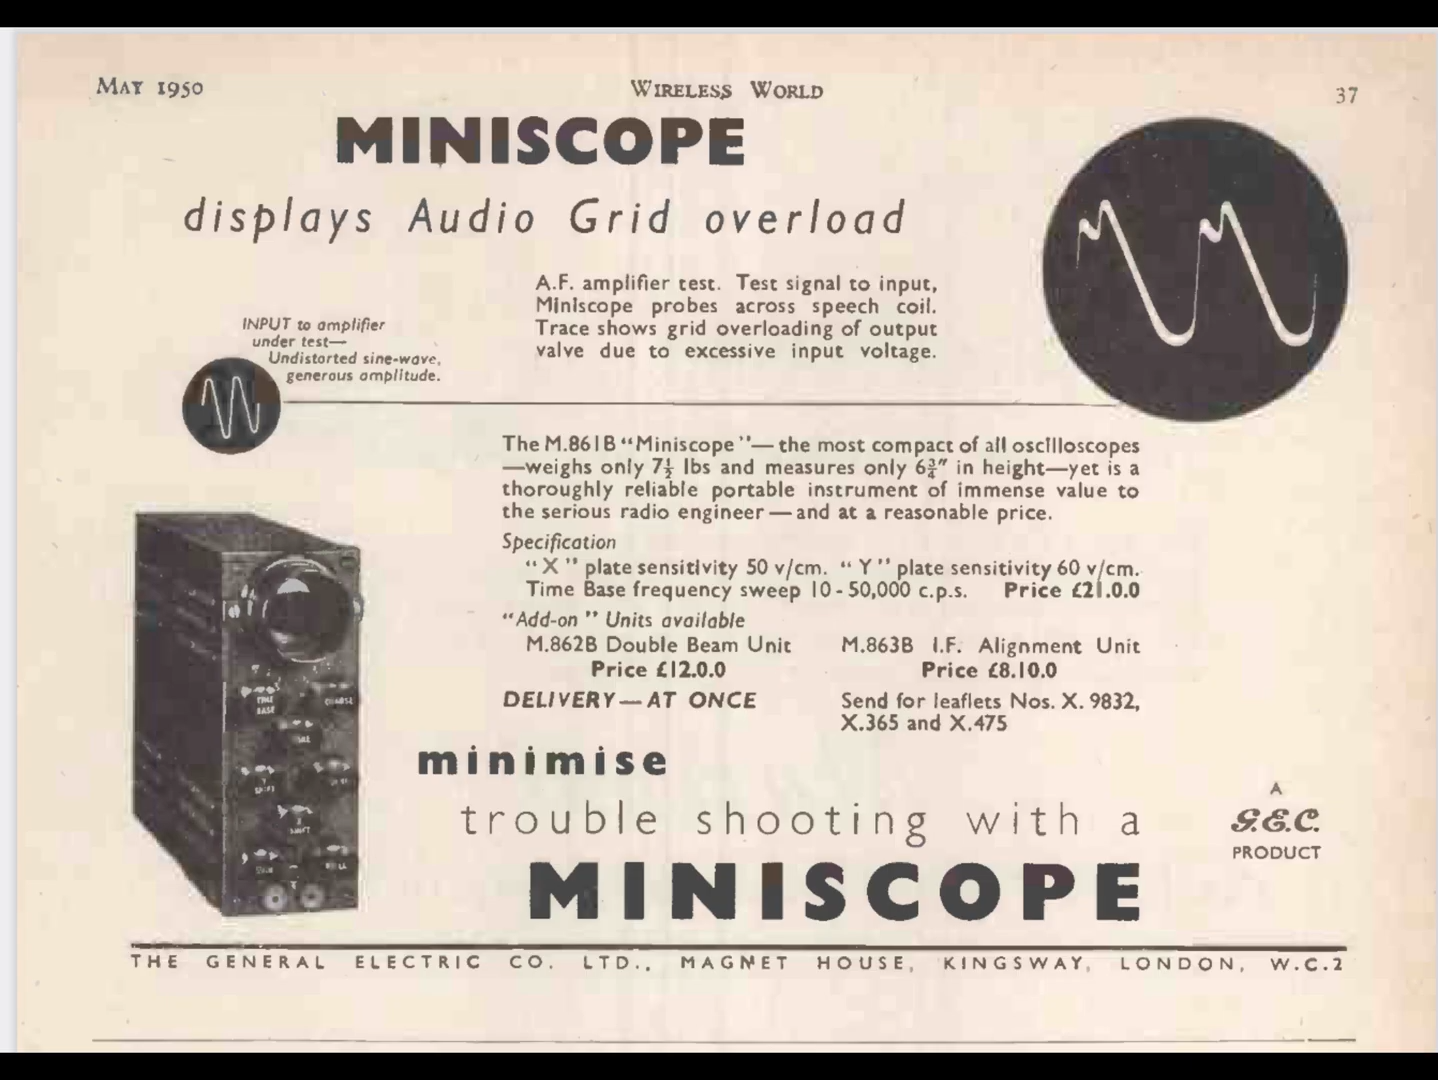 MAY 1950 WIRELESS WORLD 37
MINISCOPE
displays Audio Grid overload
A.F. amplifier test. Test signal to input,
Miniscope probes across speech coil.
Trace shows grid overloading of output
valve due to excessive input voltage.
INPUT to amplifier
under test—
Undistorted sine-wave,
generous amplitude.
The M.861B “Miniscope”—the most compact of all oscilloscopes
—weighs only 7½ lbs and measures only 6¾″ in height—yet is a
thoroughly reliable portable instrument of immense value to
the serious radio engineer—and at a reasonable price.
Specification
“X” plate sensitivity 50 v/cm. “Y” plate sensitivity 60 v/cm.
Time Base frequency sweep 10-50,000 c.p.s. Price £21.0.0
“Add-on” Units available
M.862B Double Beam Unit M.863B I.F. Alignment Unit
Price £12.0.0 Price £8.10.0
DELIVERY—AT ONCE Send for leaflets Nos. X. 9832,
X.365 and X.475
TIME
BASE
COARSE
SHIFT
X
SHIFT
minimise
trouble shooting with a
MINISCOPE
A
G.E.C.
PRODUCT
THE GENERAL ELECTRIC CO. LTD., MAGNET HOUSE, KINGSWAY, LONDON, W.C.2